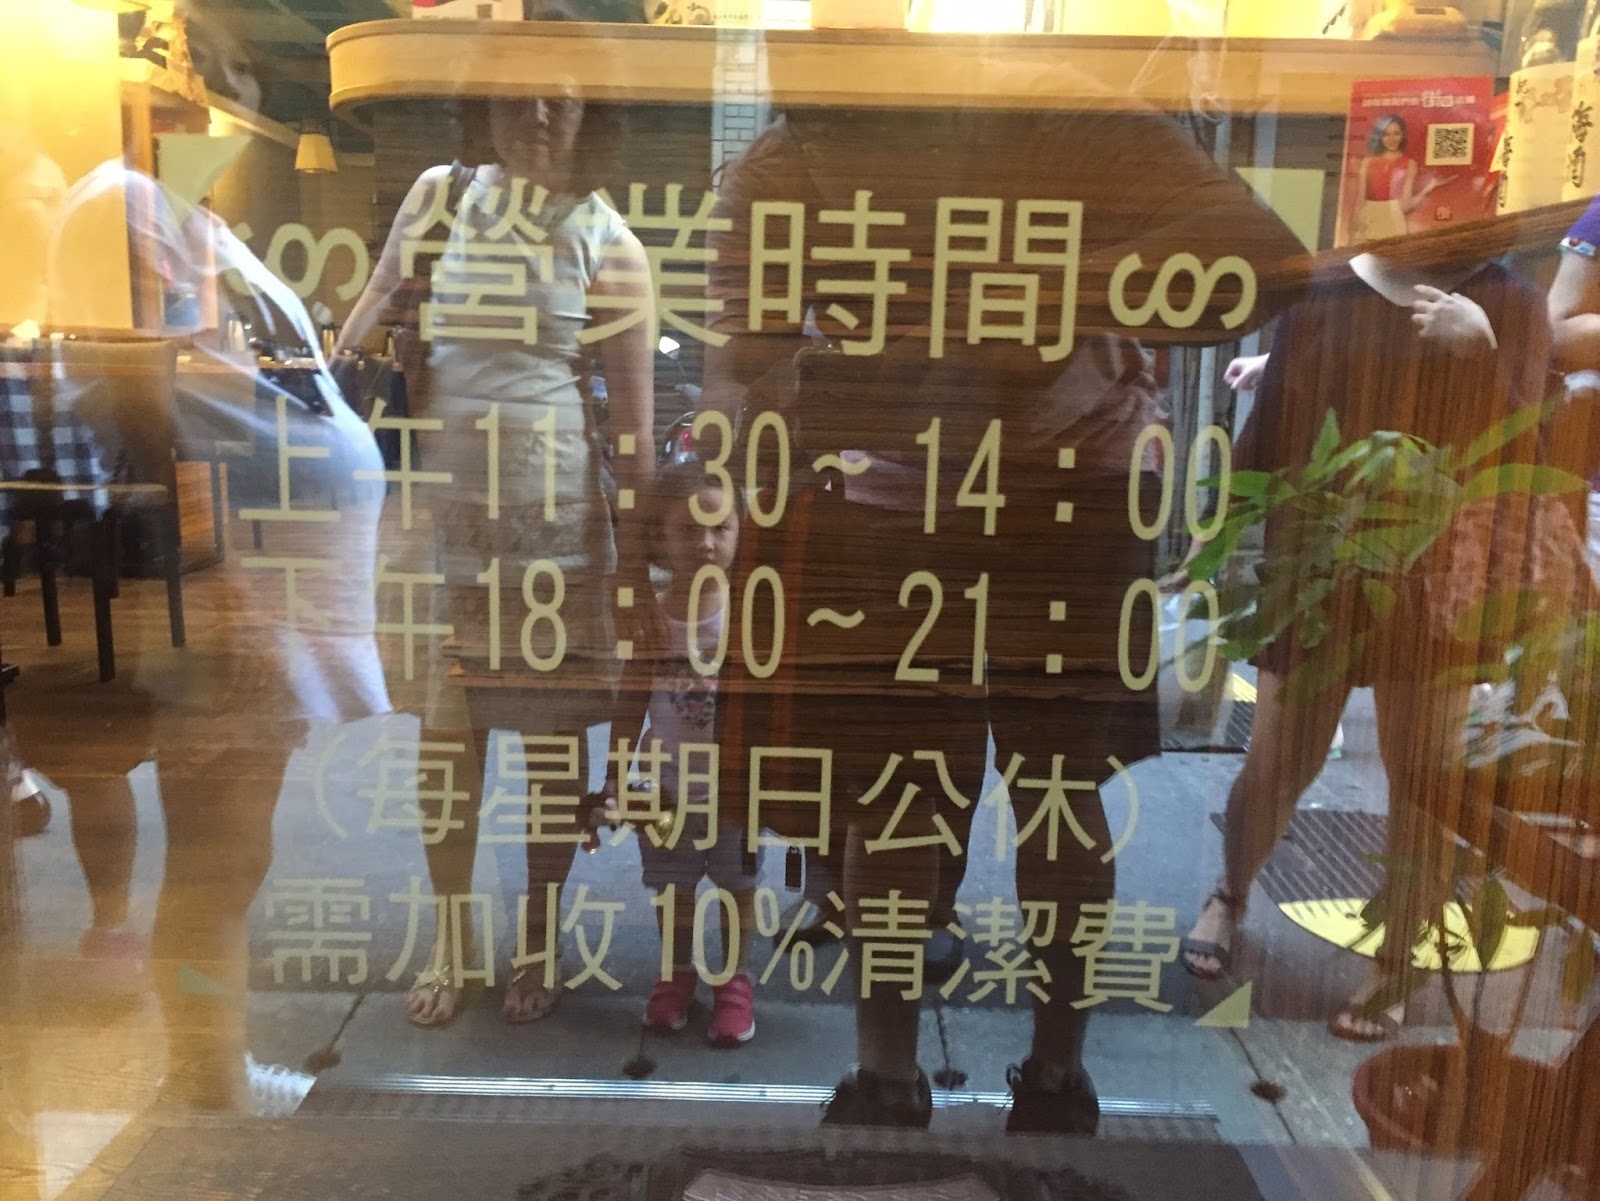 §營業時間§
上午11:30~14:00
下午18:00~21:00
(每星期日公休)
需加收10%清潔費